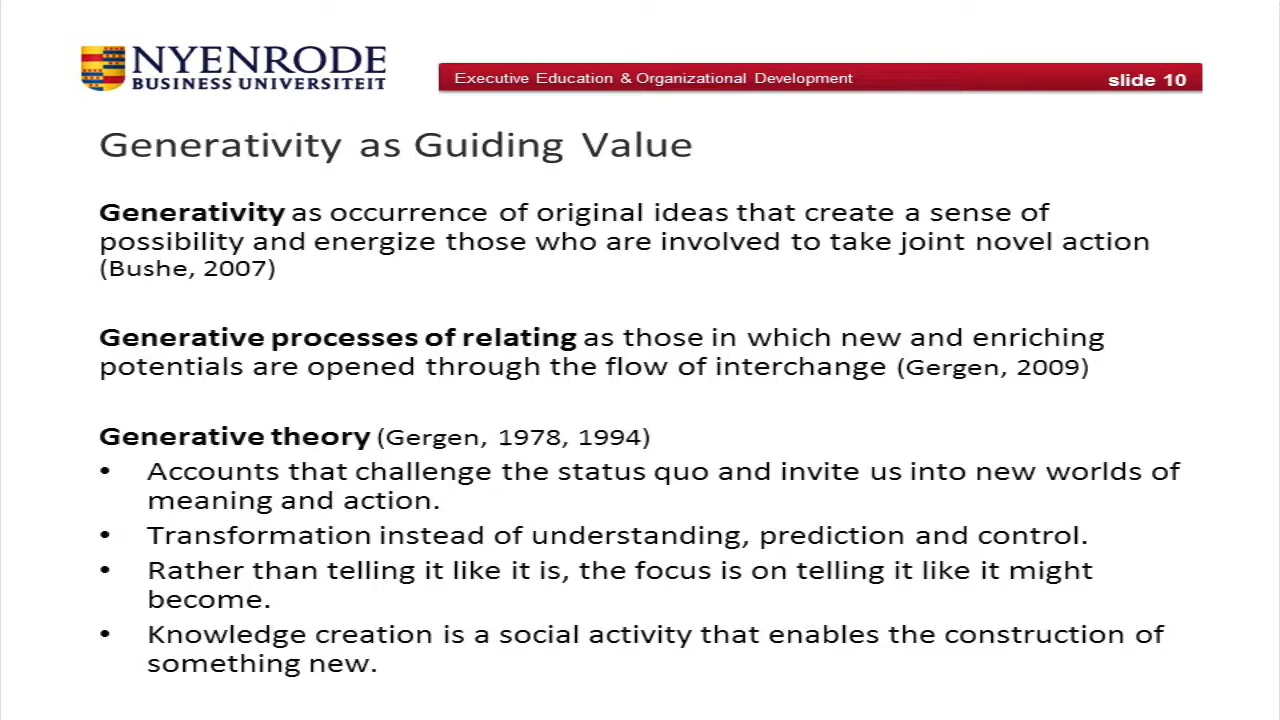 NYENRODE
BUSINESS UNIVERSITEIT
Executive Education & Organizational Development
slide 10
Generativity as Guiding Value
Generativity as occurrence of original ideas that create a sense of
possibility and energize those who are involved to take joint novel action
(Bushe, 2007)
Generative processes of relating as those in which new and enriching
potentials are opened through the flow of interchange (Gergen, 2009)
Generative theory (Gergen, 1978, 1994)
• Accounts that challenge the status quo and invite us into new worlds of
meaning and action.
• Transformation instead of understanding, prediction and control.
• Rather than telling it like it is, the focus is on telling it like it might
become.
• Knowledge creation is a social activity that enables the construction of
something new.